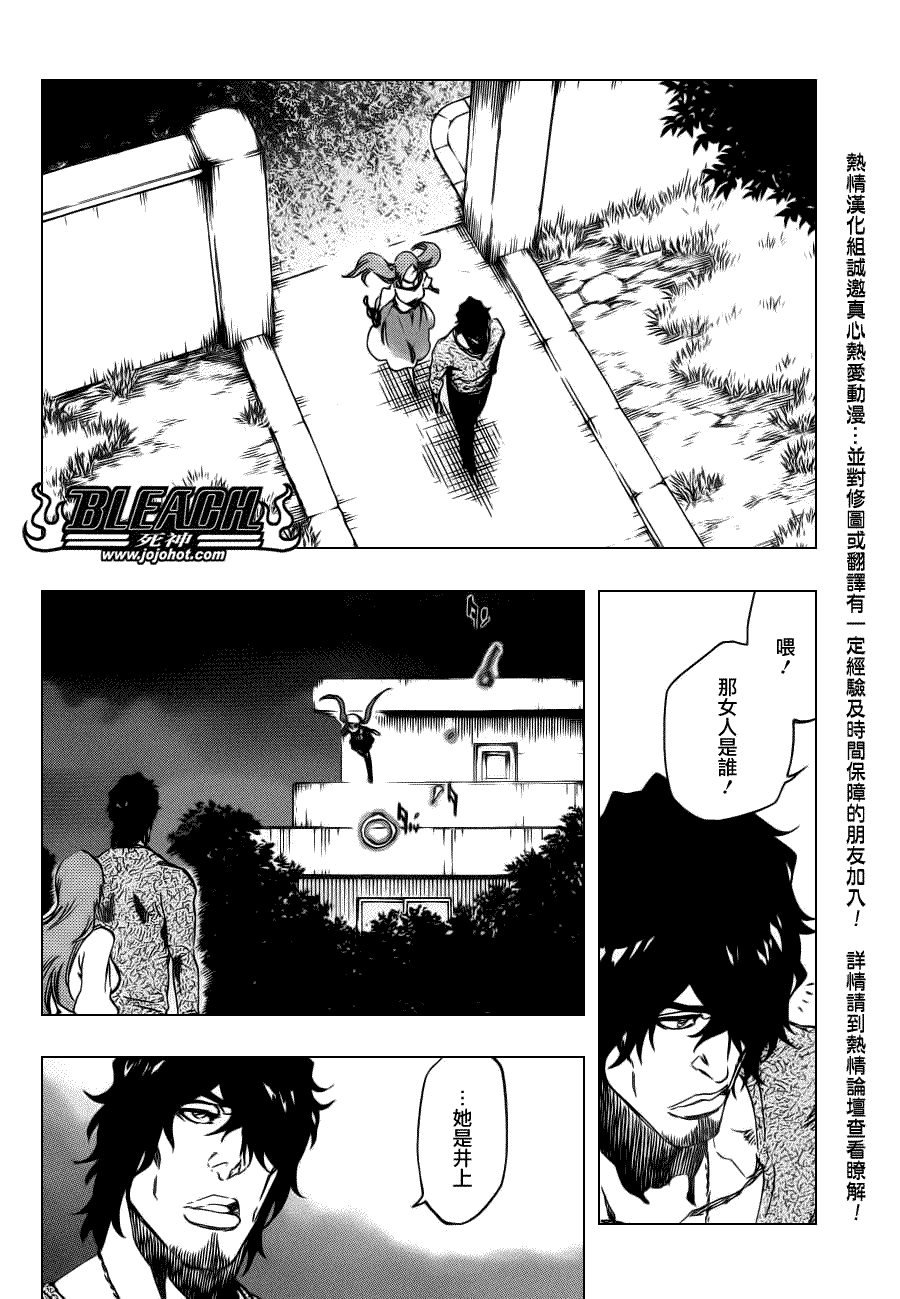 BLEACH
死神
www.jojohot.com
喂！
那女人是誰！
…她是井上
熱情漢化組誠邀真心熱愛動漫…並對修圖或翻譯有一定經驗及時間保障的朋友加入！ 詳情請到熱情論壇查看瞭解！